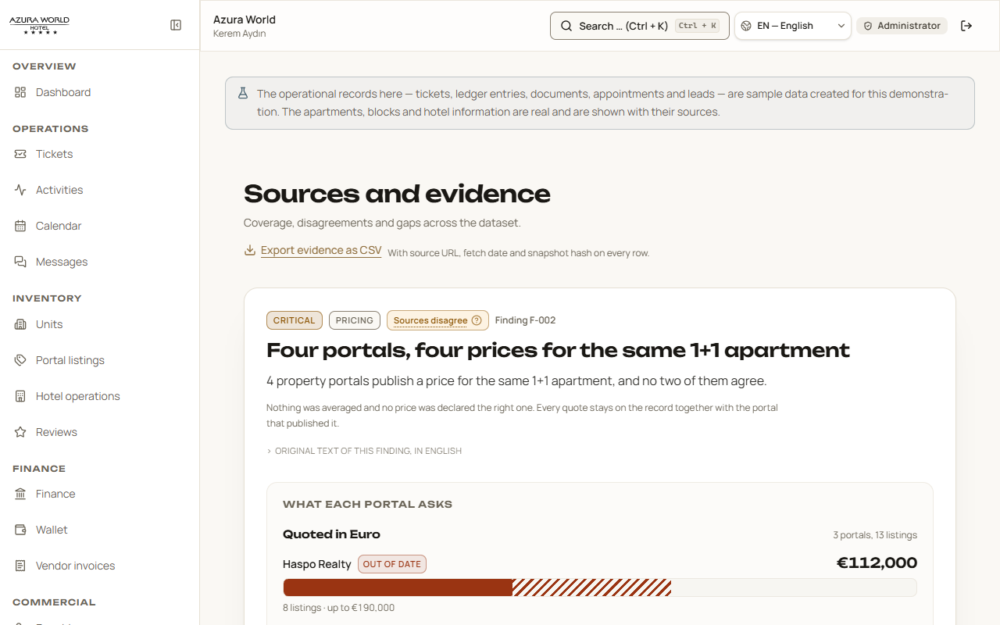 AZURA WORLD
HOTEL
Azura World
Kerem Aydın
Search … (Ctrl + K)
Ctrl + K
EN — English
Administrator
OVERVIEW
Dashboard
OPERATIONS
Tickets
Activities
Calendar
Messages
INVENTORY
Units
Portal listings
Hotel operations
Reviews
FINANCE
Finance
Wallet
Vendor invoices
COMMERCIAL
The operational records here — tickets, ledger entries, documents, appointments and leads — are sample data created for this demonstra-
tion. The apartments, blocks and hotel information are real and are shown with their sources.
Sources and evidence
Coverage, disagreements and gaps across the dataset.
Export evidence as CSV With source URL, fetch date and snapshot hash on every row.
CRITICAL PRICING Sources disagree Finding F-002
Four portals, four prices for the same 1+1 apartment
4 property portals publish a price for the same 1+1 apartment, and no two of them agree.
Nothing was averaged and no price was declared the right one. Every quote stays on the record together with the portal
that published it.
› ORIGINAL TEXT OF THIS FINDING, IN ENGLISH
WHAT EACH PORTAL ASKS
Quoted in Euro 3 portals, 13 listings
Haspo Realty OUT OF DATE €112,000
8 listings · up to €190,000